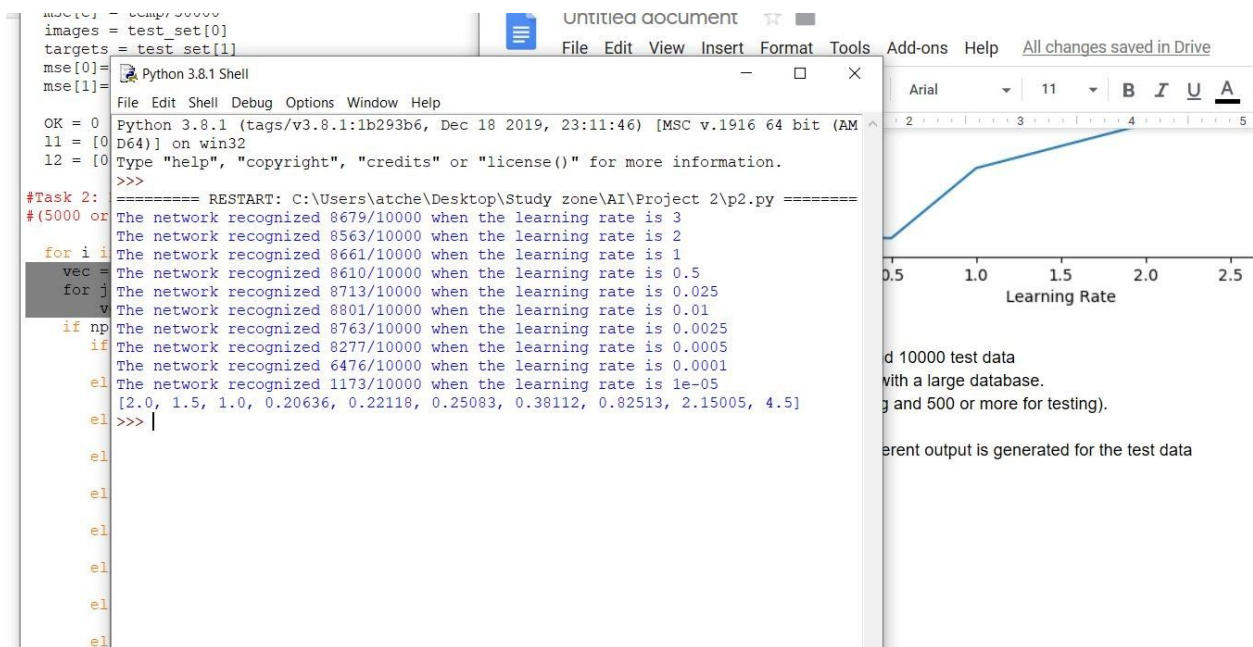 images = test_set[0]
targets = test_set[1]
mse[0]=
mse[1]=
OK = 0
l1 = [0
l2 = [0
#Task 2:
#(5000 or
for i i
vec =
for j
v
if np
if
el
el
el
el
el
el
el
el
Python 3.8.1 Shell
File Edit Shell Debug Options Window Help
Python 3.8.1 (tags/v3.8.1:1b293b6, Dec 18 2019, 23:11:46) [MSC v.1916 64 bit (AM
D64)] on win32
Type "help", "copyright", "credits" or "license()" for more information.
>>>
========= RESTART: C:\Users\atche\Desktop\Study zone\AI\Project 2\p2.py ========
The network recognized 8679/10000 when the learning rate is 3
The network recognized 8563/10000 when the learning rate is 2
The network recognized 8661/10000 when the learning rate is 1
The network recognized 8610/10000 when the learning rate is 0.5
The network recognized 8713/10000 when the learning rate is 0.025
The network recognized 8801/10000 when the learning rate is 0.01
The network recognized 8763/10000 when the learning rate is 0.0025
The network recognized 8277/10000 when the learning rate is 0.0005
The network recognized 6476/10000 when the learning rate is 0.0001
The network recognized 1173/10000 when the learning rate is 1e-05
[2.0, 1.5, 1.0, 0.20636, 0.22118, 0.25083, 0.38112, 0.82513, 2.15005, 4.5]
>>>
Untitled document
File Edit View Insert Format Tools Add-ons Help All changes saved in Drive
Arial 11 B I U A
2 3 4 5
0.5 1.0 1.5 2.0 2.5
Learning Rate
d 10000 test data
with a large database.
g and 500 or more for testing).
erent output is generated for the test data